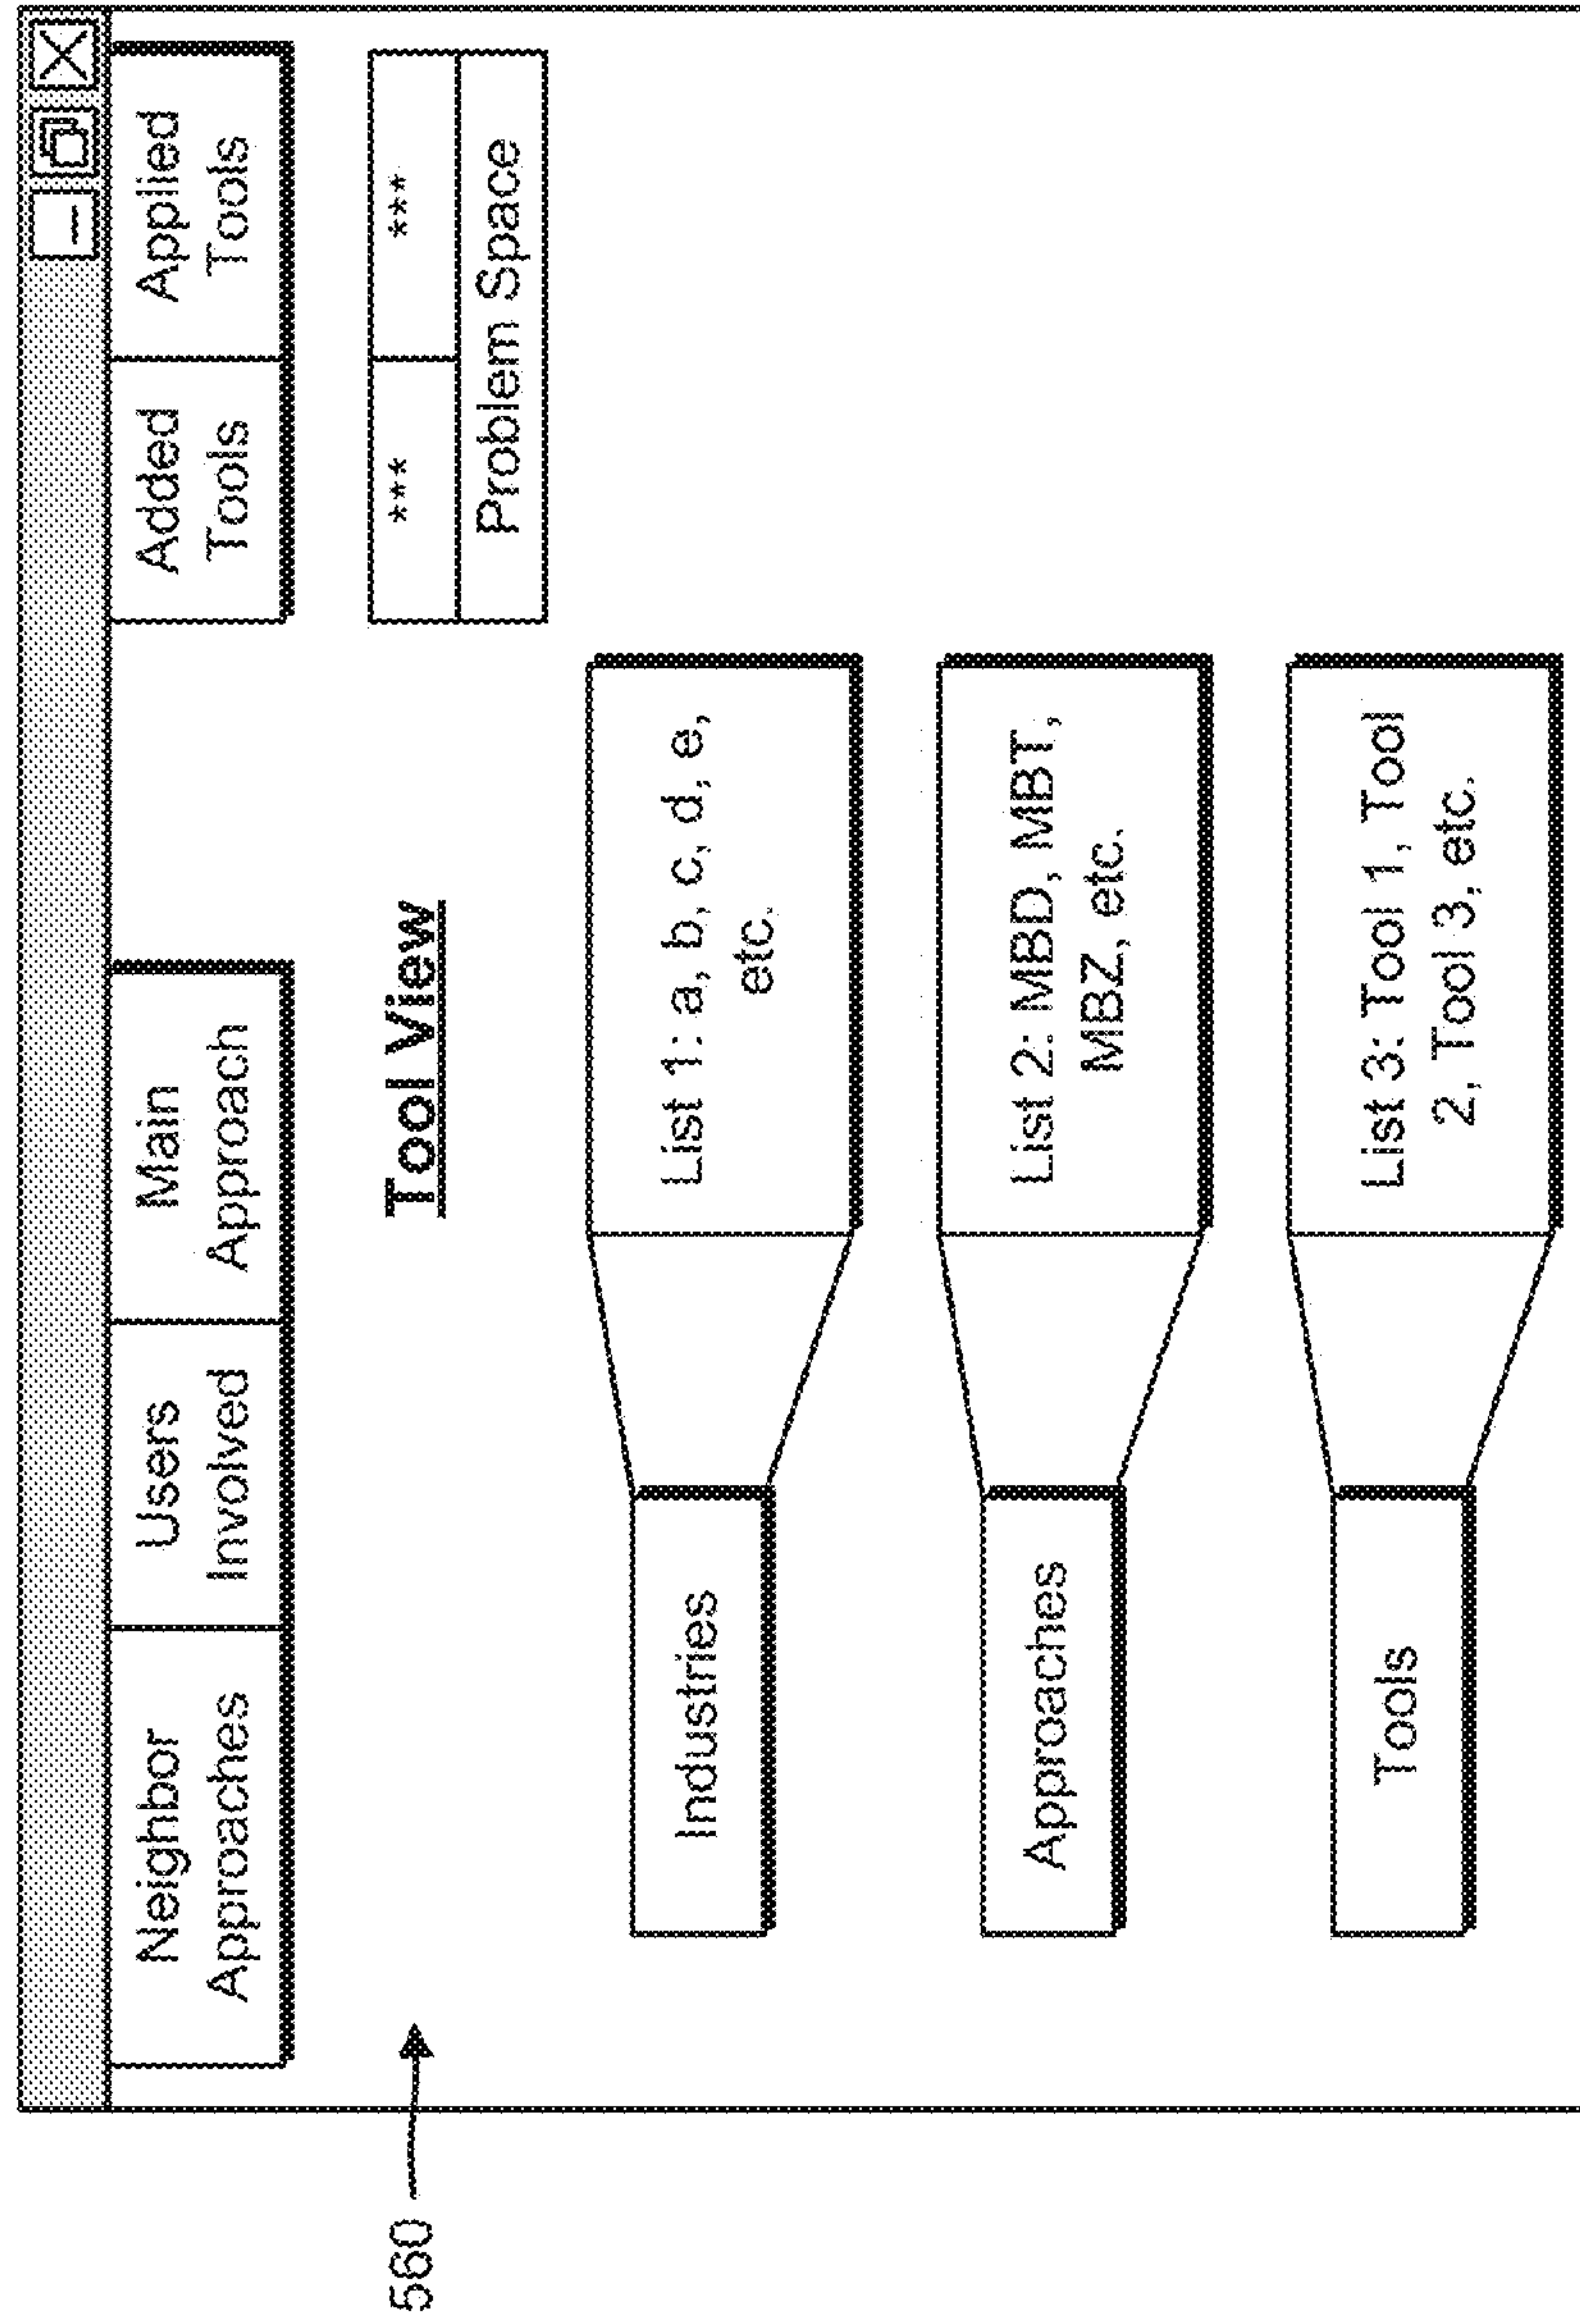 Neighbor
Approaches
Users
Involved
Main
Approach
Added
Tools
Applied
Tools
560
Tool View
***
***
Problem Space
Industries
List 1: a, b, c, d, e,
etc.
Approaches
List 2: MBD, MBT,
MBZ, etc.
Tools
List 3: Tool 1, Tool
2, Tool 3, etc.